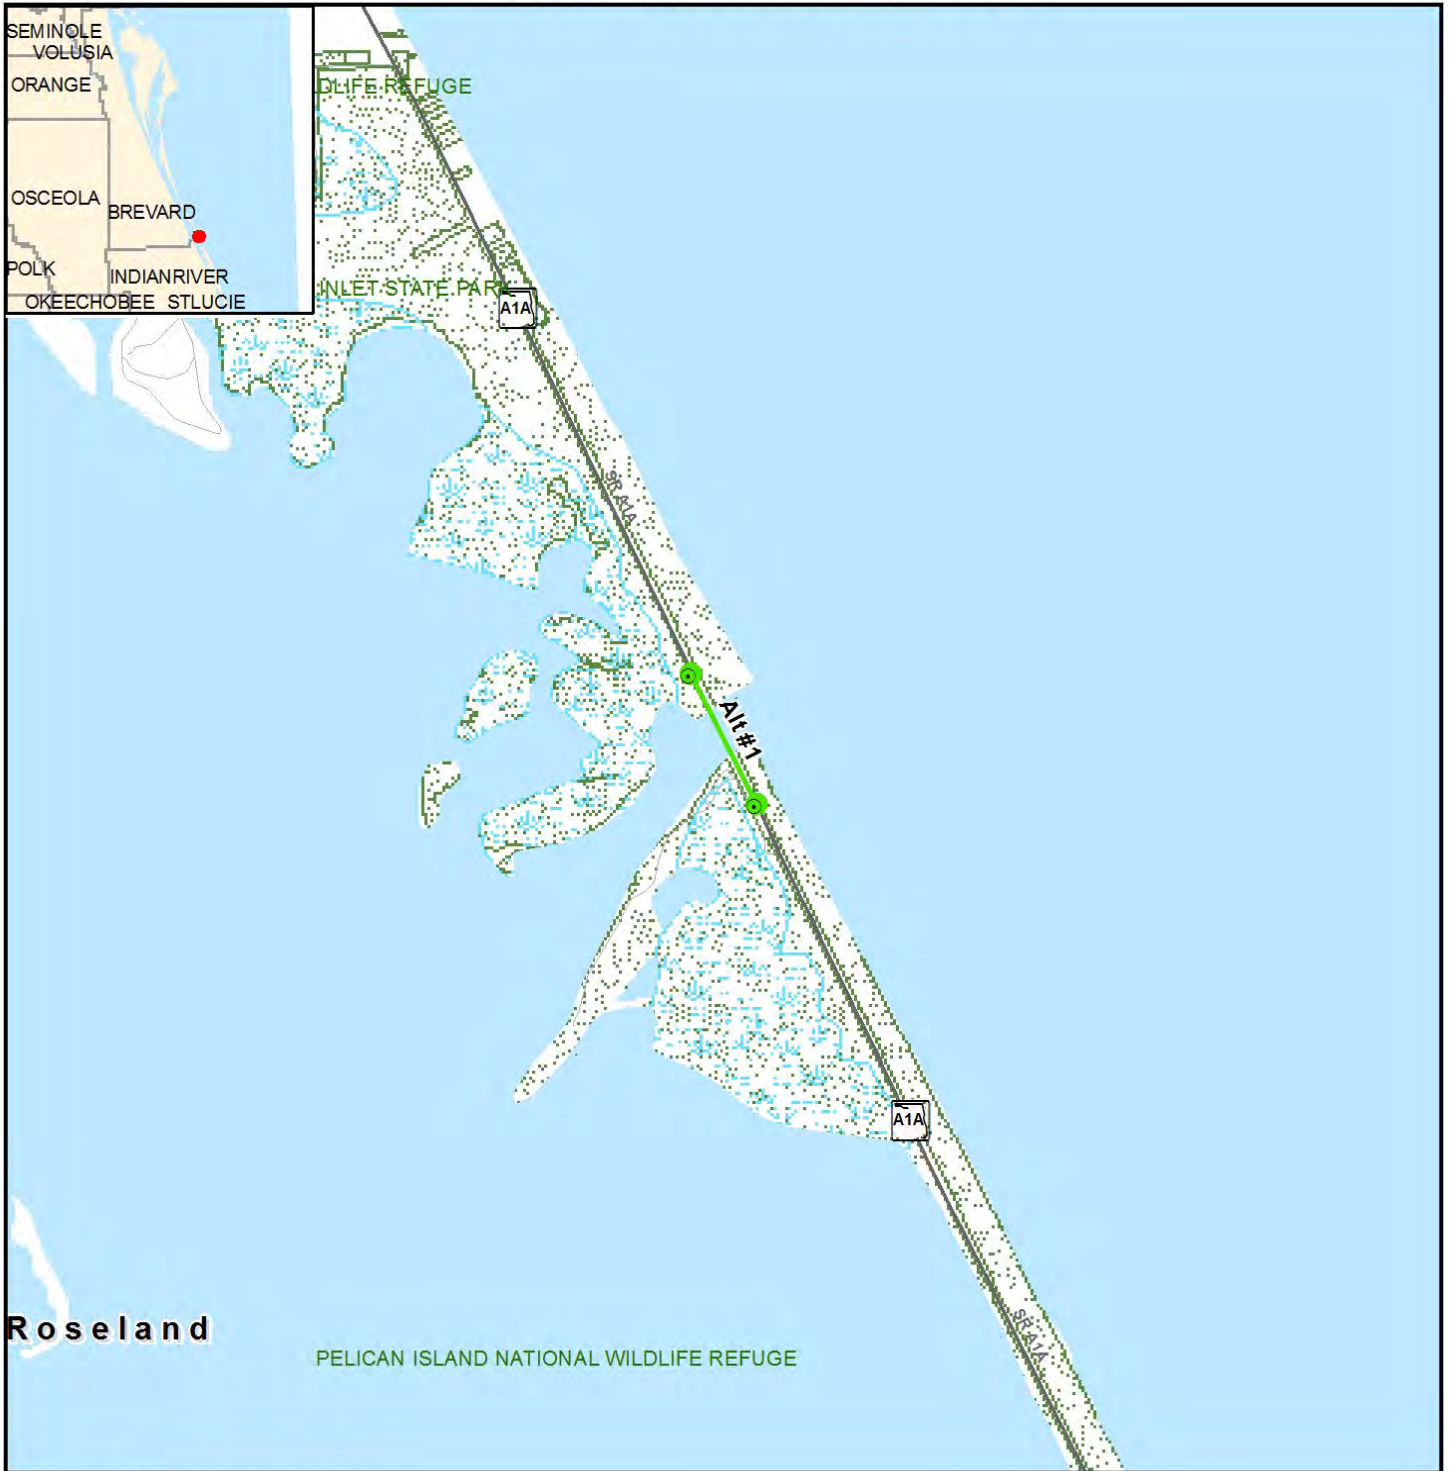 SEMINOLE
VOLUSIA
ORANGE
OSCEOLA
BREVARD
POLK
INDIANRIVER
OKEECHOBEE STLUCIE
DLIFE REFUGE
INLET STATE PARK
A1A
SR A1A
Alt #1
A1A
SR A1A
Roseland
PELICAN ISLAND NATIONAL WILDLIFE REFUGE